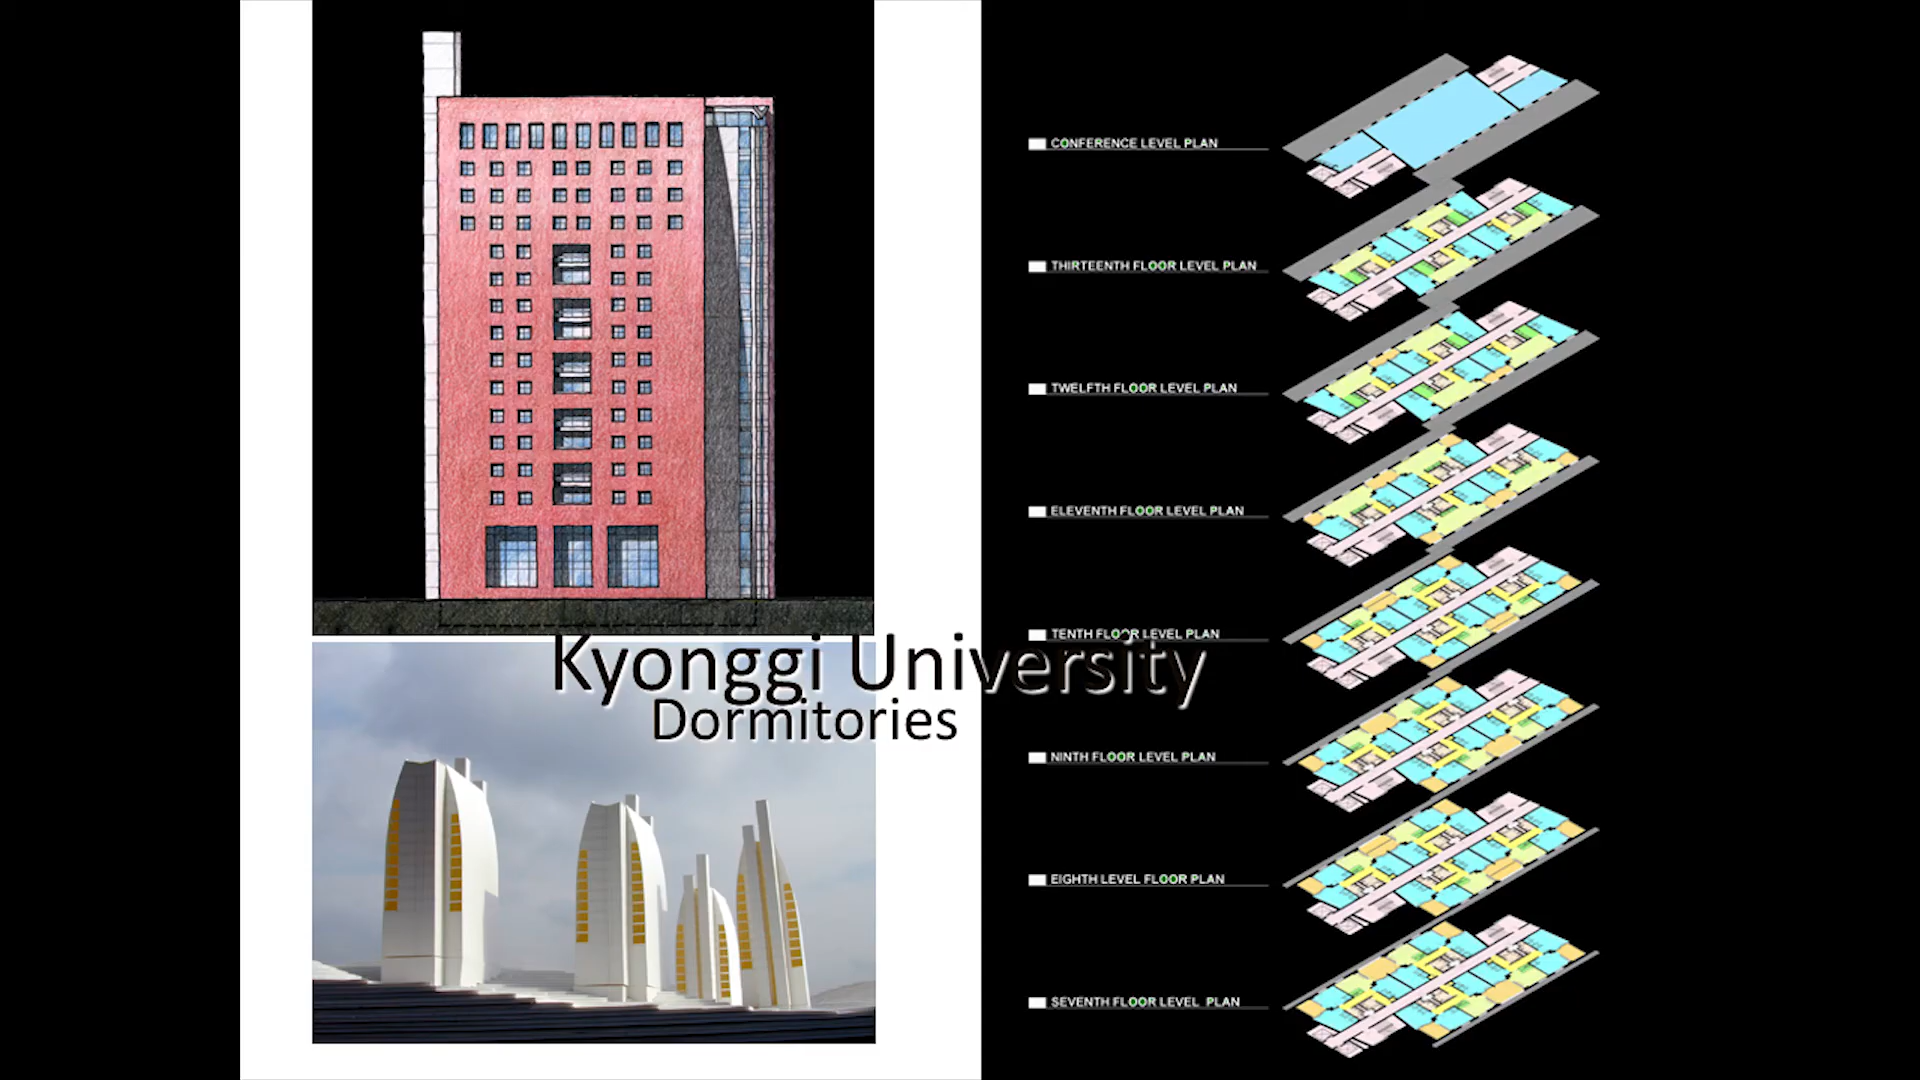 Kyonggi University
Dormitories
CONFERENCE LEVEL PLAN
THIRTEENTH FLOOR LEVEL PLAN
TWELFTH FLOOR LEVEL PLAN
ELEVENTH FLOOR LEVEL PLAN
TENTH FLOOR LEVEL PLAN
NINTH FLOOR LEVEL PLAN
EIGHTH LEVEL FLOOR PLAN
SEVENTH FLOOR LEVEL PLAN